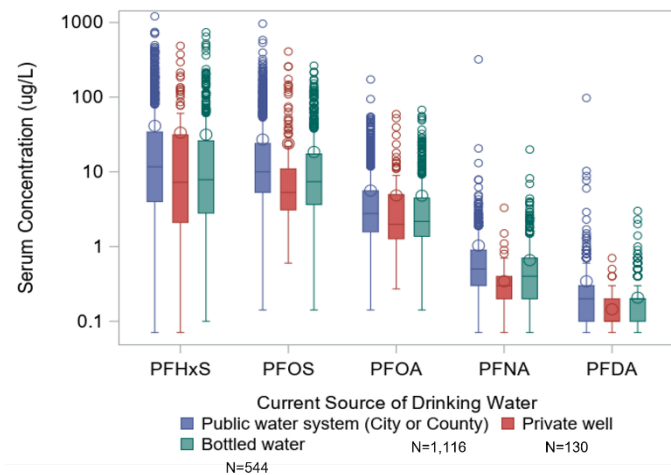 1000
100
10
1
0.1
Serum Concentration (ug/L)
PFHxS PFOS PFOA PFNA PFDA
Current Source of Drinking Water
Public water system (City or County) Private well
Bottled water N=1,116 N=130
N=544